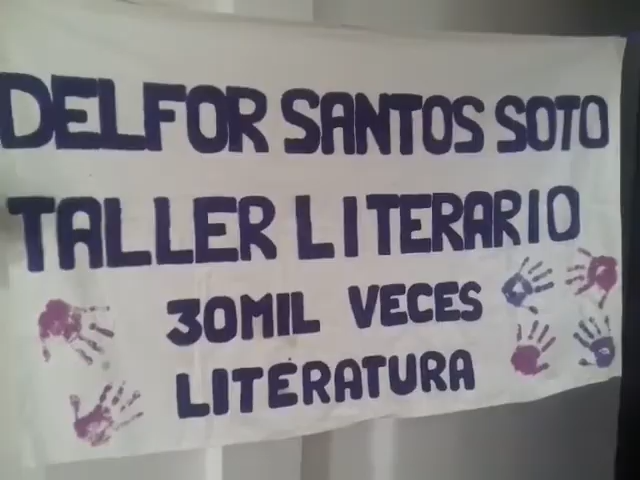 DELFOR SANTOS SOTO
TALLER LITERARIO
30MIL VECES
LITERATURA